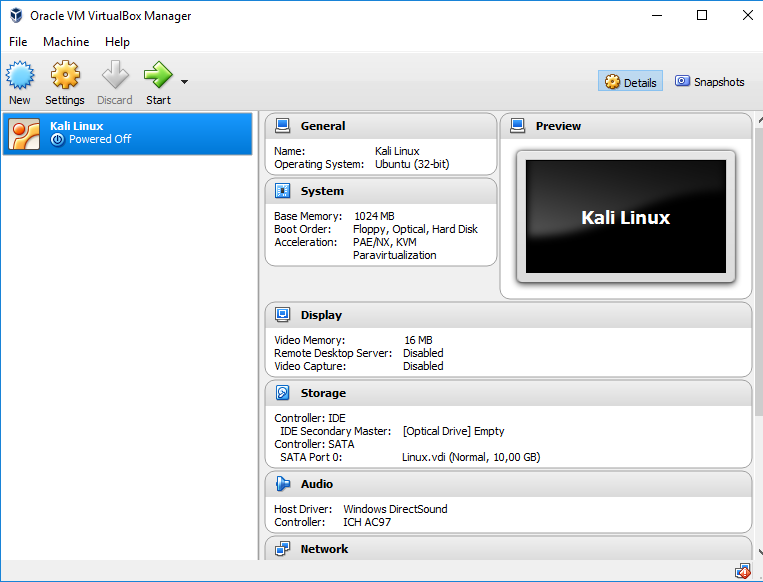 Oracle VM VirtualBox Manager
File Machine Help
New Settings Discard Start
Details Snapshots
Kali Linux
Powered Off
General
Name: Kali Linux
Operating System: Ubuntu (32-bit)
System
Base Memory: 1024 MB
Boot Order: Floppy, Optical, Hard Disk
Acceleration: PAE/NX, KVM
Paravirtualization
Preview
Kali Linux
Display
Video Memory: 16 MB
Remote Desktop Server: Disabled
Video Capture: Disabled
Storage
Controller: IDE
IDE Secondary Master: [Optical Drive] Empty
Controller: SATA
SATA Port 0: Linux.vdi (Normal, 10,00 GB)
Audio
Host Driver: Windows DirectSound
Controller: ICH AC97
Network